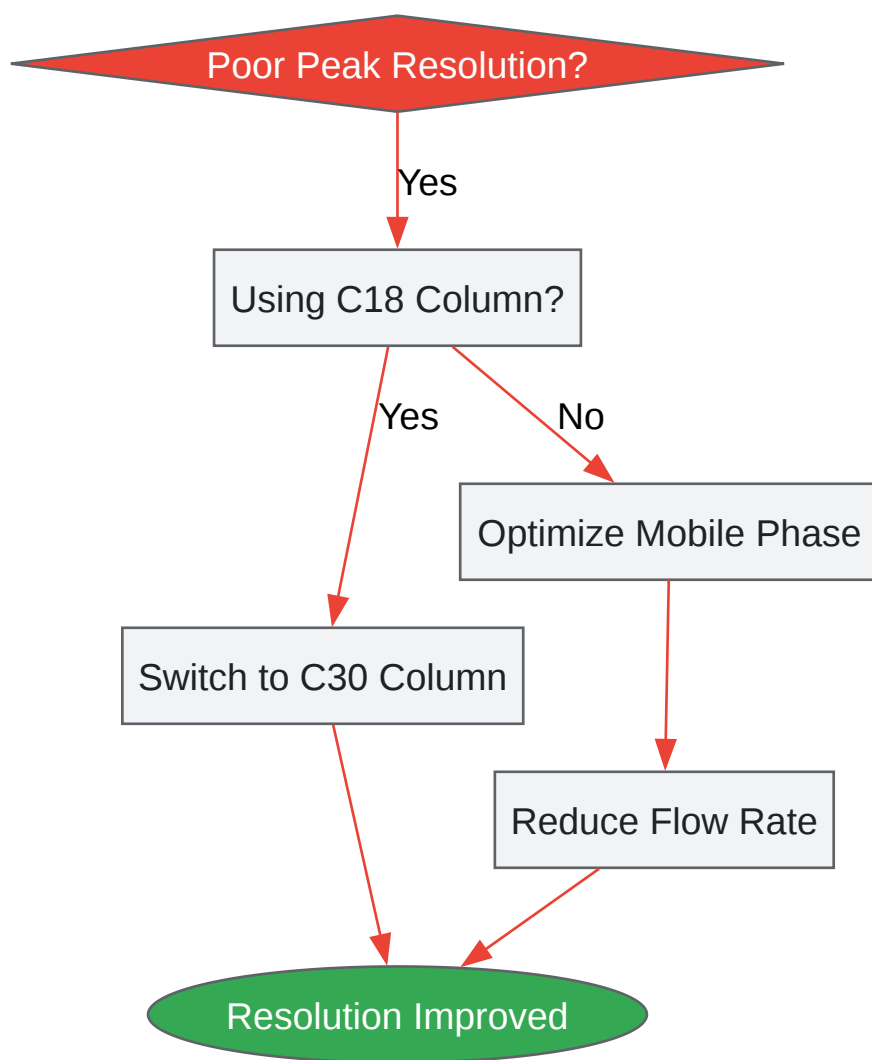 Poor Peak Resolution?
Yes
Using C18 Column?
Yes
No
Optimize Mobile Phase
Switch to C30 Column
Reduce Flow Rate
Resolution Improved